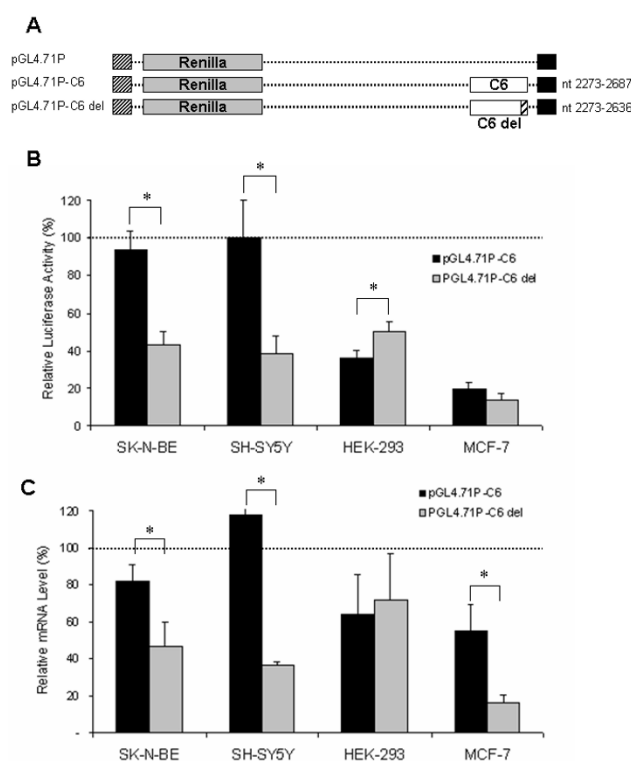 A
pGL4.71P Renilla
pGL4.71P-C6 Renilla C6 nt 2273-2687
pGL4.71P-C6 del Renilla nt 2273-2636
C6 del
B
Relative Luciferase Activity (%)
120
100
80
60
40
20
0
* * * 
pGL4.71P-C6
PGL4.71P-C6 del
SK-N-BE SH-SY5Y HEK-293 MCF-7
C
Relative mRNA Level (%)
120
100
80
60
40
20
-
* * *
pGL4.71P-C6
PGL4.71P-C6 del
SK-N-BE SH-SY5Y HEK-293 MCF-7